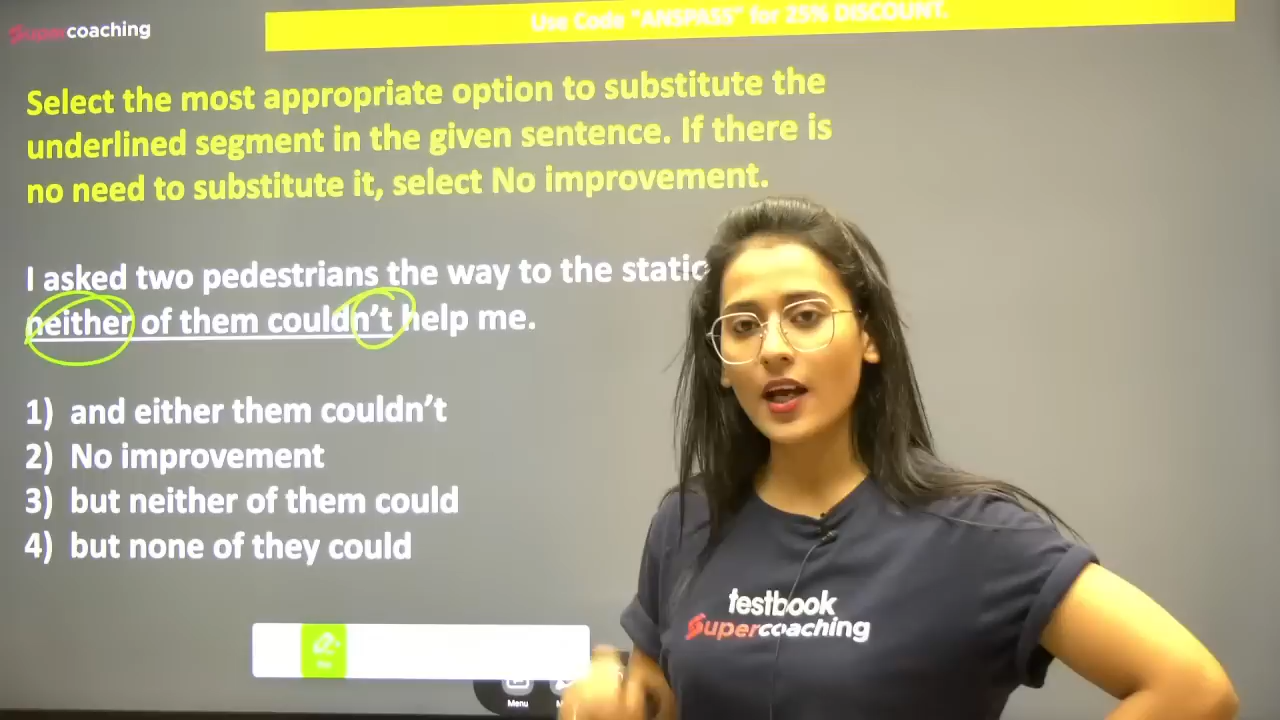 Supercoaching
Use Code "ANSPASS" for 25% DISCOUNT.
Select the most appropriate option to substitute the
underlined segment in the given sentence. If there is
no need to substitute it, select No improvement.
I asked two pedestrians the way to the
neither of them couldn't help me.
1) and either them couldn't
2) No improvement
3) but neither of them could
4) but none of they could
testbook
Supercoaching
Menu